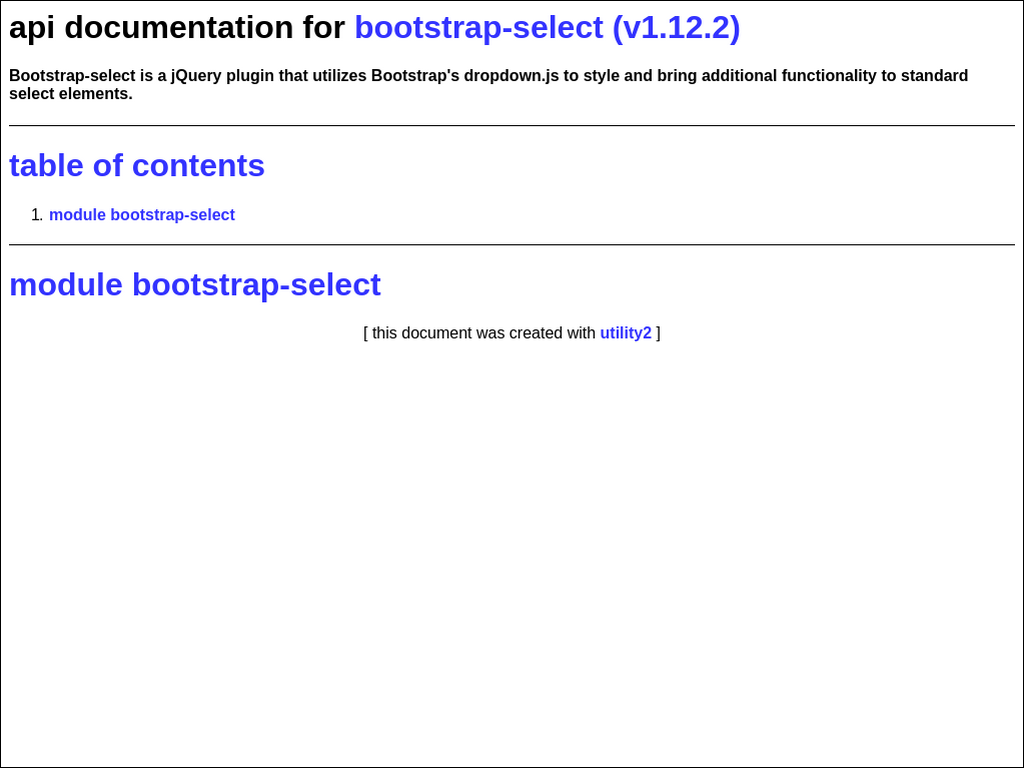 api documentation for bootstrap-select (v1.12.2)
Bootstrap-select is a jQuery plugin that utilizes Bootstrap's dropdown.js to style and bring additional functionality to standard
select elements.
table of contents
1. module bootstrap-select
module bootstrap-select
[ this document was created with utility2 ]